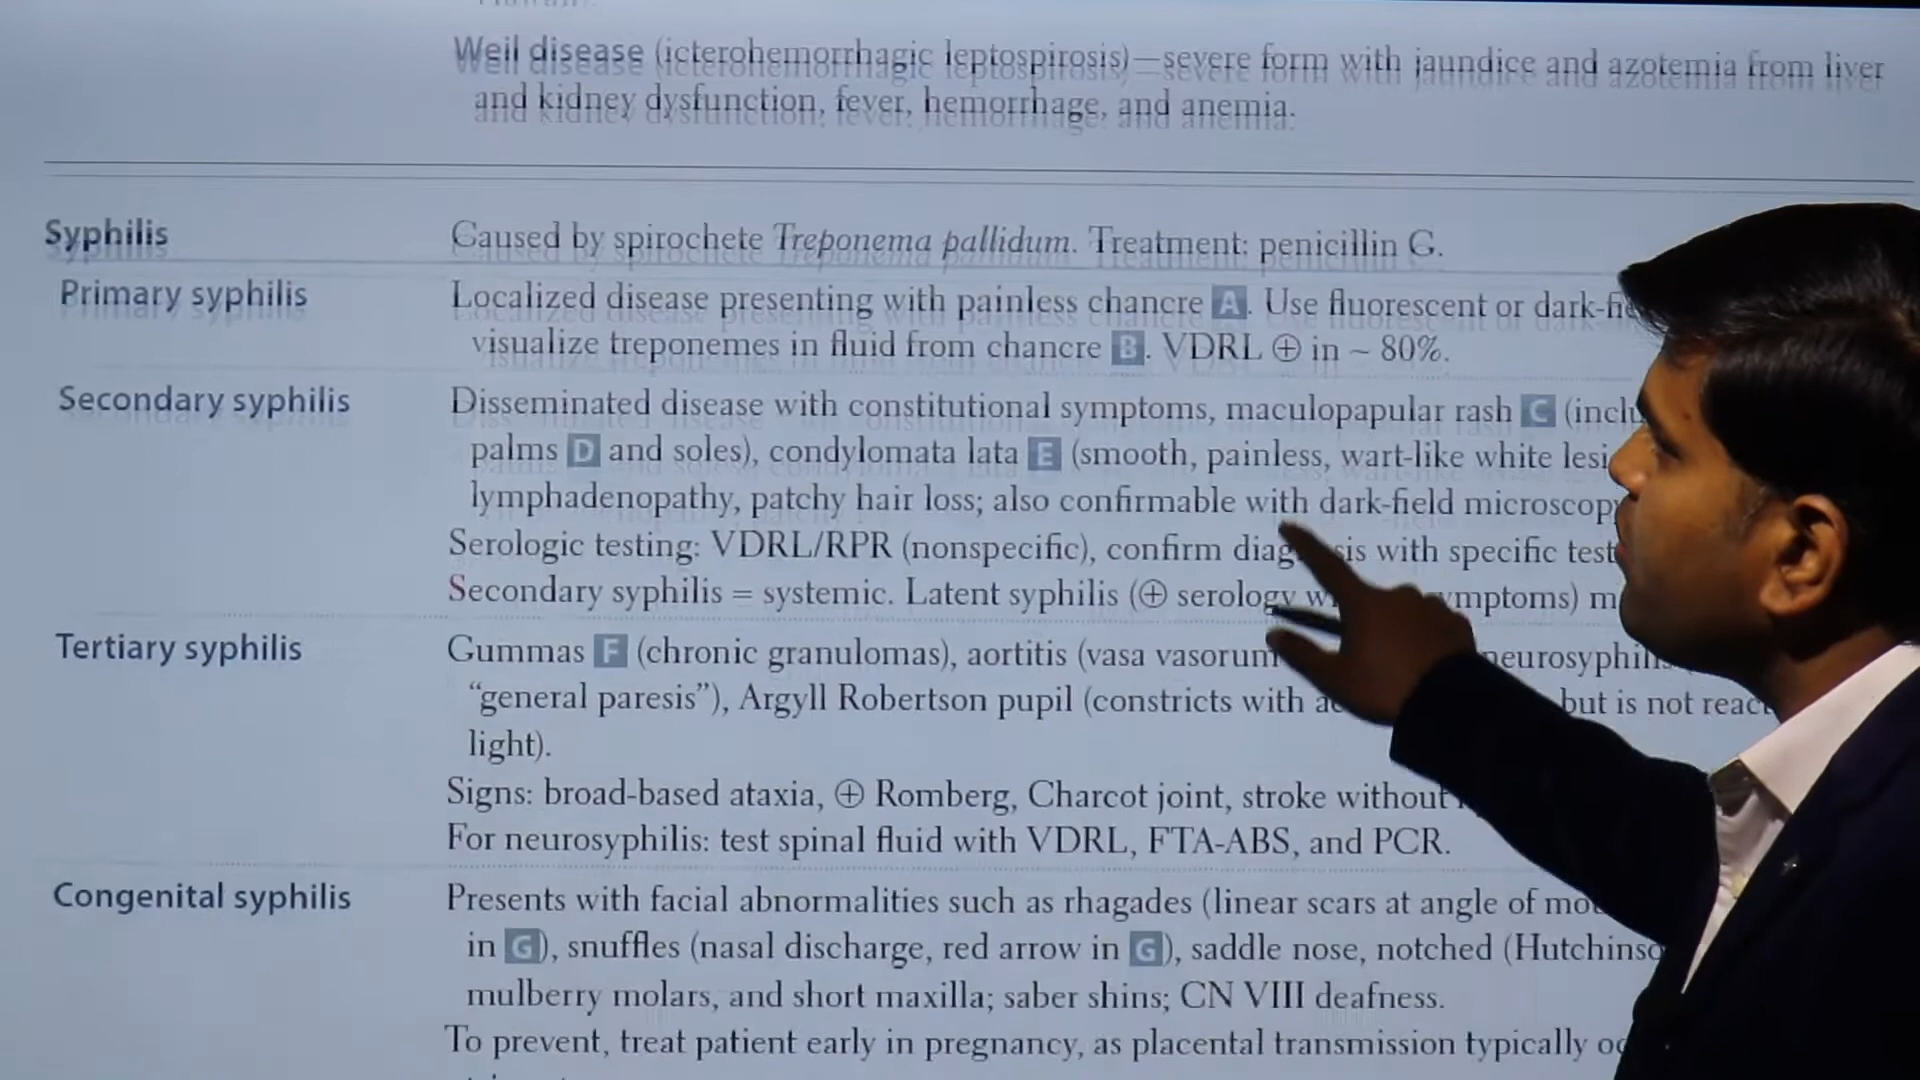 Weil disease (icterohemorrhagic leptospirosis)—severe form with jaundice and azotemia from liver
and kidney dysfunction, fever, hemorrhage, and anemia.
Syphilis
Caused by spirochete Treponema pallidum. Treatment: penicillin G.
Primary syphilis
Localized disease presenting with painless chancre A. Use fluorescent or dark-fie
visualize treponemes in fluid from chancre B. VDRL ⊕ in ~ 80%.
Secondary syphilis
Disseminated disease with constitutional symptoms, maculopapular rash C (inclu
palms D and soles), condylomata lata E (smooth, painless, wart-like white lesi
lymphadenopathy, patchy hair loss; also confirmable with dark-field microscop
Serologic testing: VDRL/RPR (nonspecific), confirm diag sis with specific test
Secondary syphilis = systemic. Latent syphilis (⊕ serology w ymptoms) m
Tertiary syphilis
Gummas F (chronic granulomas), aortitis (vasa vasorum neurosyphilis
“general paresis”), Argyll Robertson pupil (constricts with a but is not react
light).
Signs: broad-based ataxia, ⊕ Romberg, Charcot joint, stroke without
For neurosyphilis: test spinal fluid with VDRL, FTA-ABS, and PCR.
Congenital syphilis
Presents with facial abnormalities such as rhagades (linear scars at angle of mou
in G), snuffles (nasal discharge, red arrow in G), saddle nose, notched (Hutchinso
mulberry molars, and short maxilla; saber shins; CN VIII deafness.
To prevent, treat patient early in pregnancy, as placental transmission typically oc